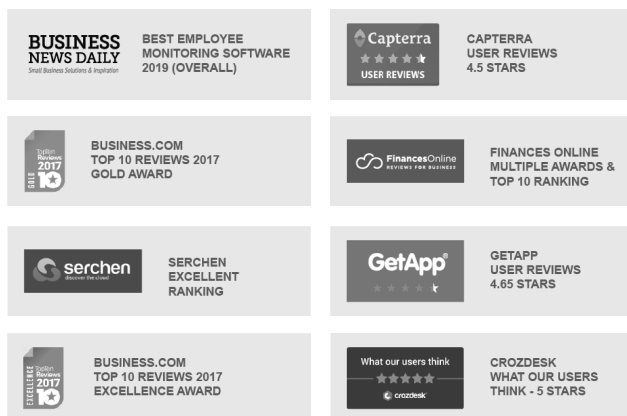 BUSINESS
NEWS DAILY
Small Business Solutions & Inspiration
BEST EMPLOYEE
MONITORING SOFTWARE
2019 (OVERALL)
Capterra
USER REVIEWS
CAPTERRA
USER REVIEWS
4.5 STARS
TopTen
Reviews
2017
GOLD
10
BUSINESS.COM
TOP 10 REVIEWS 2017
GOLD AWARD
FinancesOnline
REVIEWS FOR BUSINESS
FINANCES ONLINE
MULTIPLE AWARDS &
TOP 10 RANKING
serchen
discover the cloud
SERCHEN
EXCELLENT
RANKING
GetApp®
GETAPP
USER REVIEWS
4.65 STARS
TopTen
Reviews
2017
EXCELLENCE
10
BUSINESS.COM
TOP 10 REVIEWS 2017
EXCELLENCE AWARD
What our users think
crozdesk
CROZDESK
WHAT OUR USERS
THINK - 5 STARS